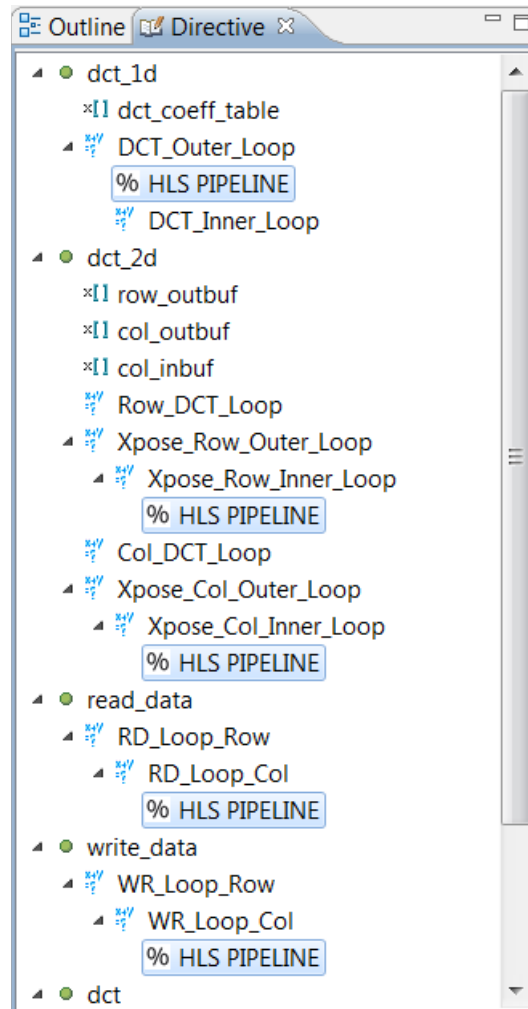 Outline Directive
dct_1d
x[] dct_coeff_table
DCT_Outer_Loop
% HLS PIPELINE
DCT_Inner_Loop
dct_2d
x[] row_outbuf
x[] col_outbuf
x[] col_inbuf
Row_DCT_Loop
Xpose_Row_Outer_Loop
Xpose_Row_Inner_Loop
% HLS PIPELINE
Col_DCT_Loop
Xpose_Col_Outer_Loop
Xpose_Col_Inner_Loop
% HLS PIPELINE
read_data
RD_Loop_Row
RD_Loop_Col
% HLS PIPELINE
write_data
WR_Loop_Row
WR_Loop_Col
% HLS PIPELINE
dct